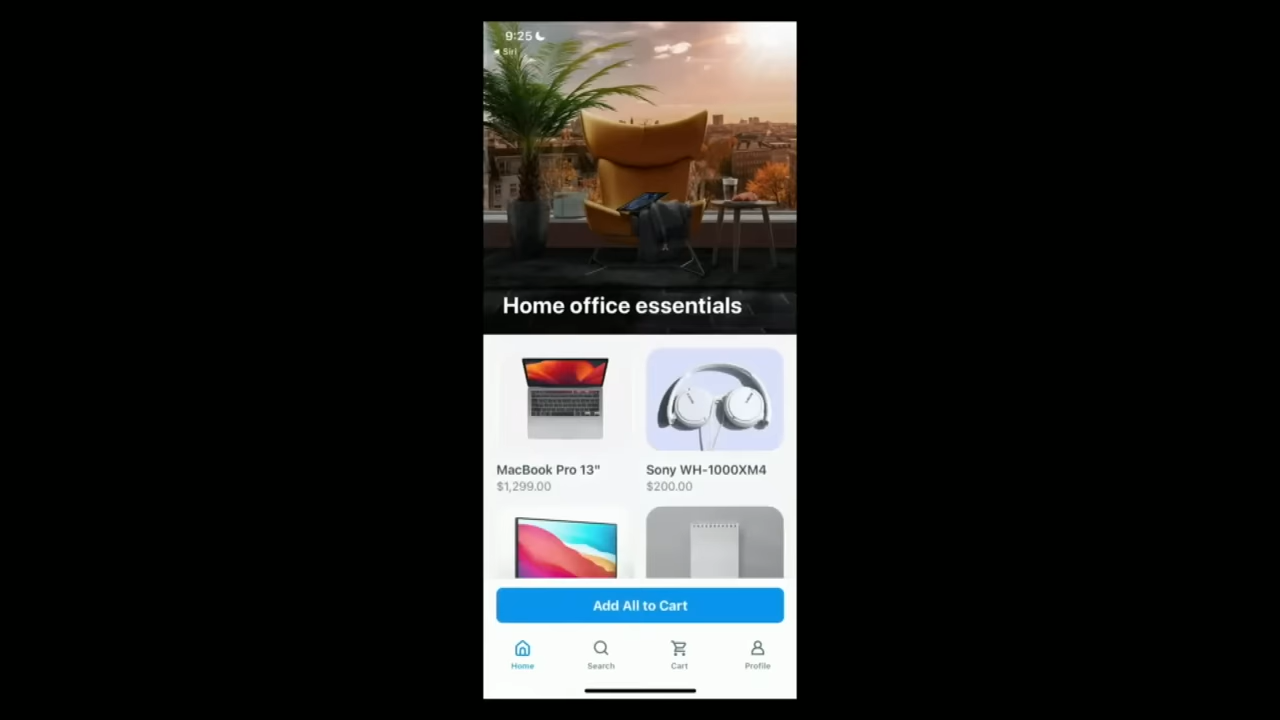 9:25
◀ Siri
Home office essentials
MacBook Pro 13"
$1,299.00
Sony WH-1000XM4
$200.00
Add All to Cart
Home
Search
Cart
Profile